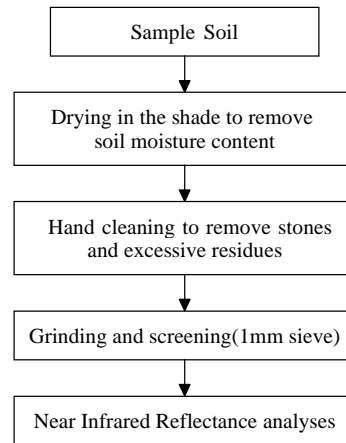 Sample Soil
Drying in the shade to remove
soil moisture content
Hand cleaning to remove stones
and excessive residues
Grinding and screening(1mm sieve)
Near Infrared Reflectance analyses